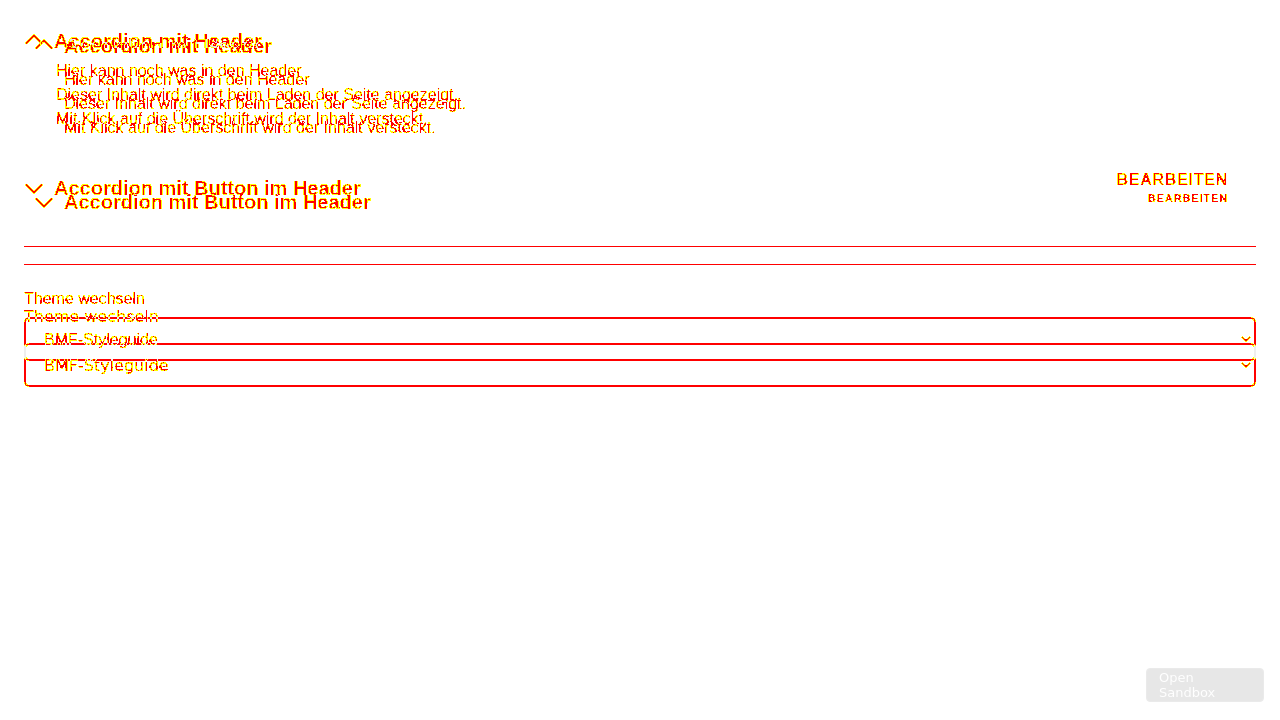 Accordion mit Header
Accordion mit Header
Hier kann noch was in den Header
Hier kann noch was in den Header
Dieser Inhalt wird direkt beim Laden der Seite angezeigt.
Dieser Inhalt wird direkt beim Laden der Seite angezeigt.
Mit Klick auf die Überschrift wird der Inhalt versteckt.
Mit Klick auf die Überschrift wird der Inhalt versteckt.
BEARBEITEN
Accordion mit Button im Header
BEARBEITEN
Accordion mit Button im Header
Theme wechseln
Theme wechseln
BMF-Styleguide
BMF-Styleguide
Open
Sandbox